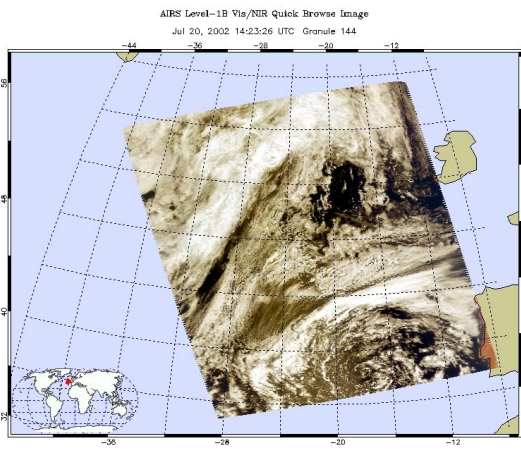 AIRS Level-1B Vis/NIR Quick Browse Image
Jul 20, 2002 14:23:26 UTC Granule 144
-44 -36 -28 -20 -12
56
48
40
32
-36 -28 -20 -12